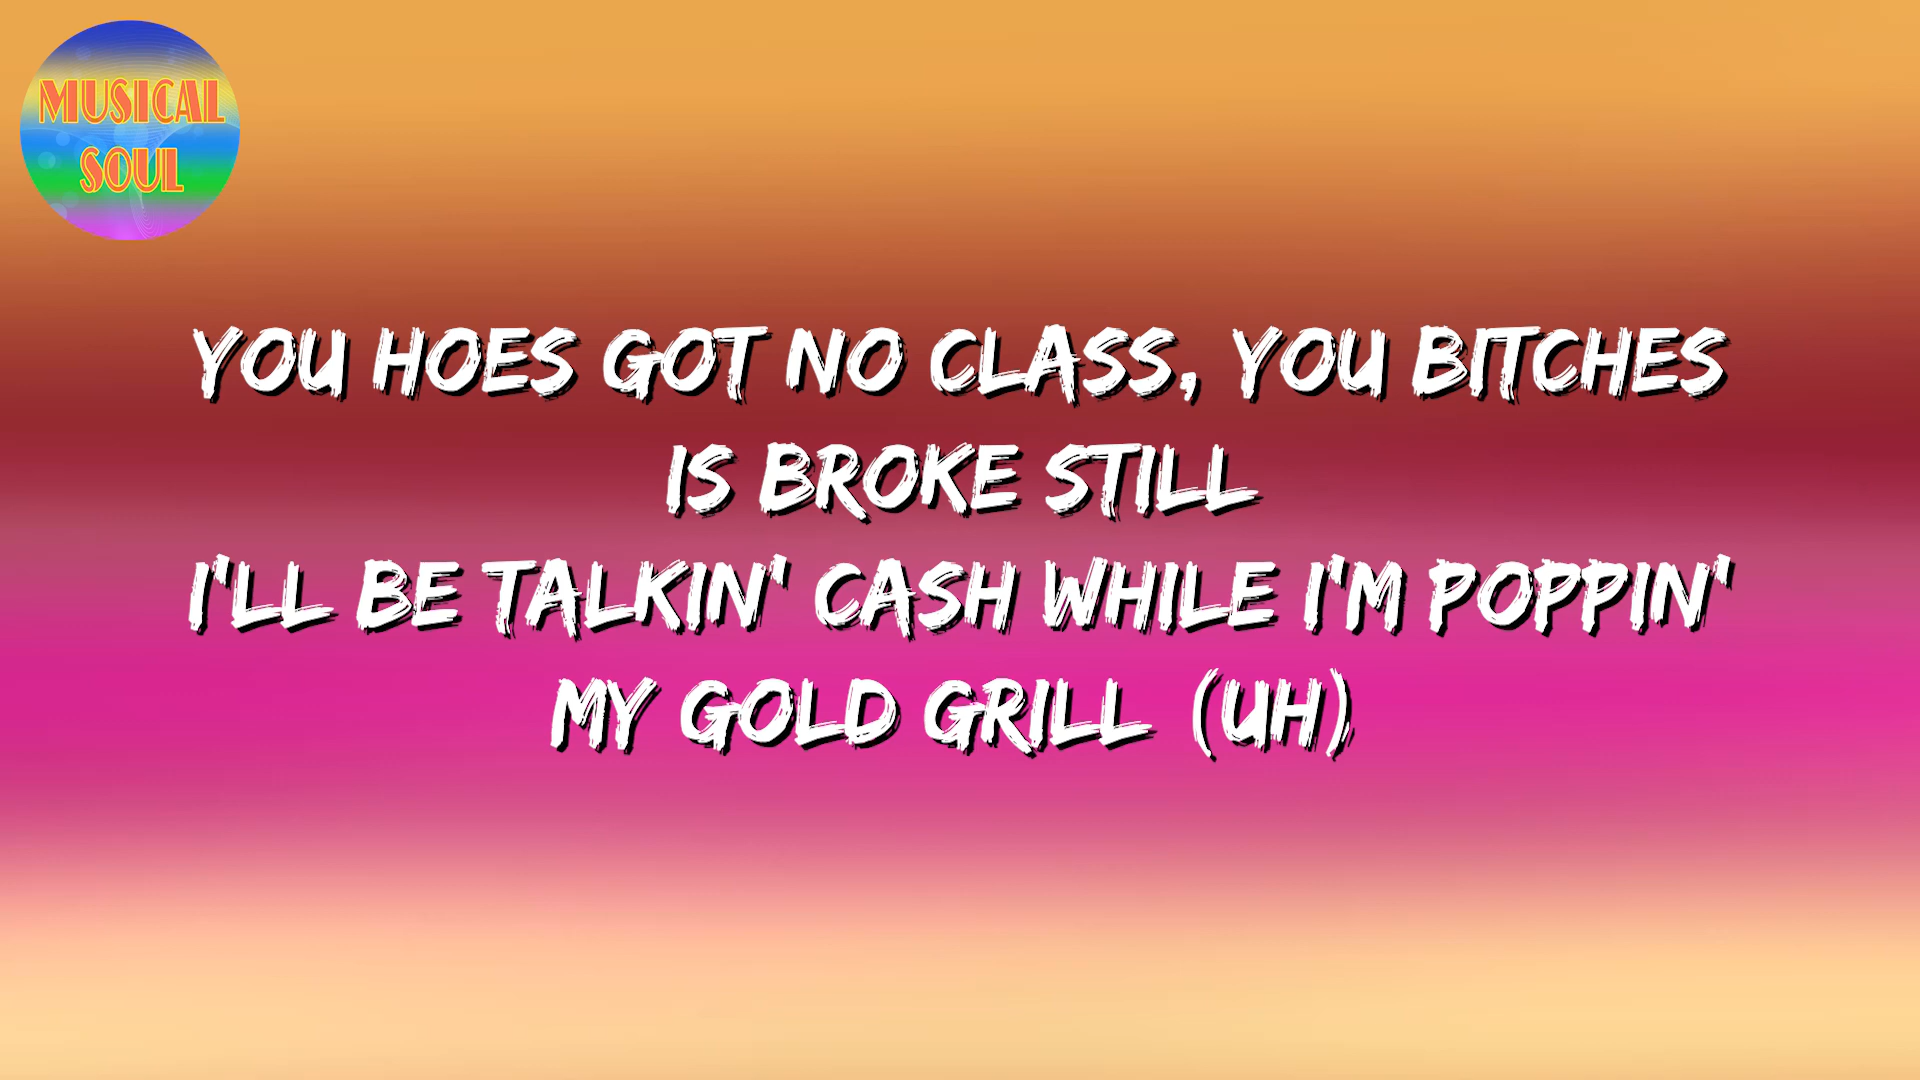 MUSICAL
SOUL
YOU HOES GOT NO CLASS, YOU BITCHES
IS BROKE STILL
I'LL BE TALKIN' CASH WHILE I'M POPPIN'
MY GOLD GRILL (UH)